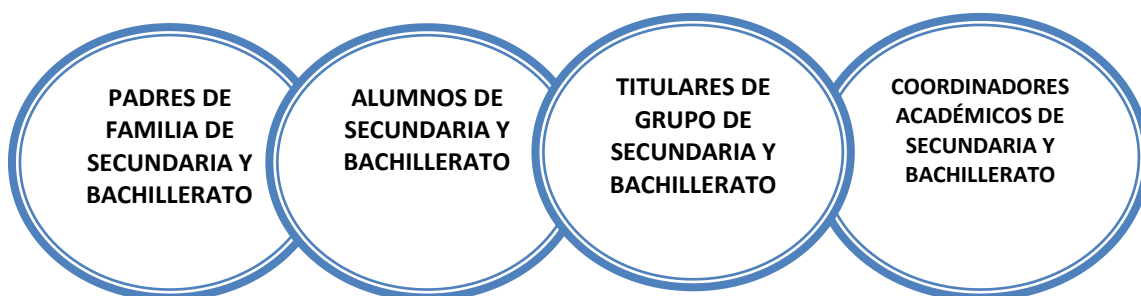 PADRES DE
FAMILIA DE
SECUNDARIA Y
BACHILLERATO
ALUMNOS DE
SECUNDARIA Y
BACHILLERATO
TITULARES DE
GRUPO DE
SECUNDARIA Y
BACHILLERATO
COORDINADORES
ACADÉMICOS DE
SECUNDARIA Y
BACHILLERATO